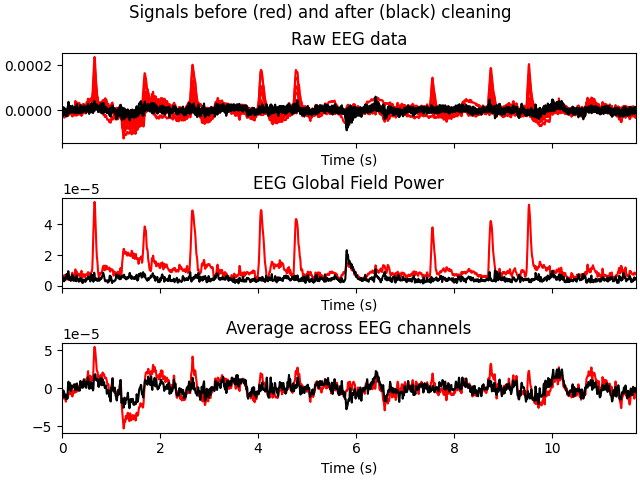 Signals before (red) and after (black) cleaning
Raw EEG data
0.0002
0.0000
Time (s)
EEG Global Field Power
1e−5
4
2
0
Time (s)
Average across EEG channels
1e−5
5
0
−5
0 2 4 6 8 10
Time (s)